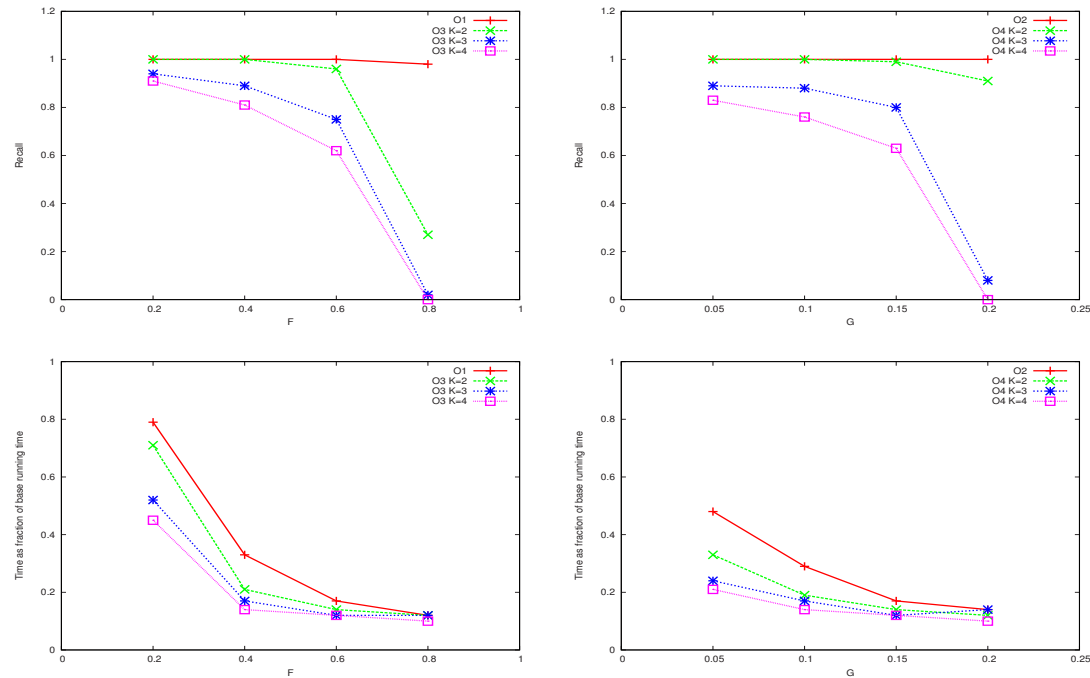 1.2
1
0.8
0.6
0.4
0.2
0
Recall
0 0.2 0.4 0.6 0.8 1
F
O1
O3 K=2
O3 K=3
O3 K=4
1.2
1
0.8
0.6
0.4
0.2
0
Recall
0 0.05 0.1 0.15 0.2 0.25
G
O2
O4 K=2
O4 K=3
O4 K=4
1
0.8
0.6
0.4
0.2
0
Time as fraction of base running time
0 0.2 0.4 0.6 0.8 1
F
O1
O3 K=2
O3 K=3
O3 K=4
1
0.8
0.6
0.4
0.2
0
Time as fraction of base running time
0 0.05 0.1 0.15 0.2 0.25
G
O2
O4 K=2
O4 K=3
O4 K=4